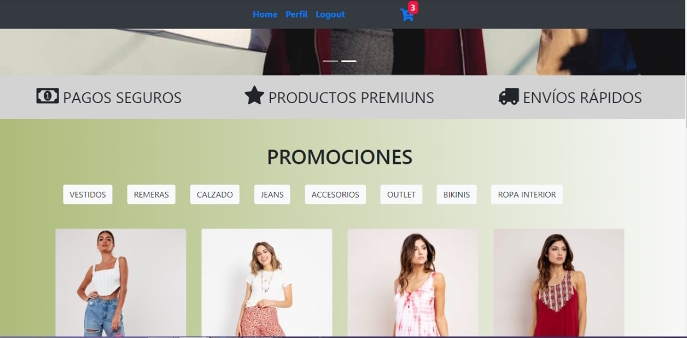 Home Perfil Logout 3
PAGOS SEGUROS PRODUCTOS PREMIUNS ENVÍOS RÁPIDOS
PROMOCIONES
VESTIDOS REMERAS CALZADO JEANS ACCESORIOS OUTLET BIKINIS ROPA INTERIOR